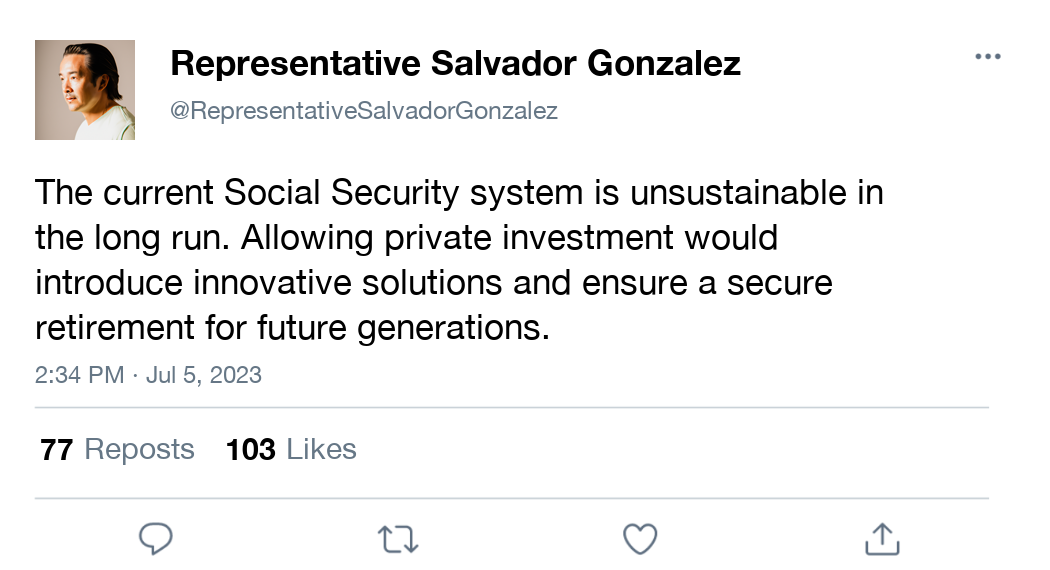 Representative Salvador Gonzalez
@RepresentativeSalvadorGonzalez
The current Social Security system is unsustainable in
the long run. Allowing private investment would
introduce innovative solutions and ensure a secure
retirement for future generations.
2:34 PM · Jul 5, 2023
77 Reposts 103 Likes